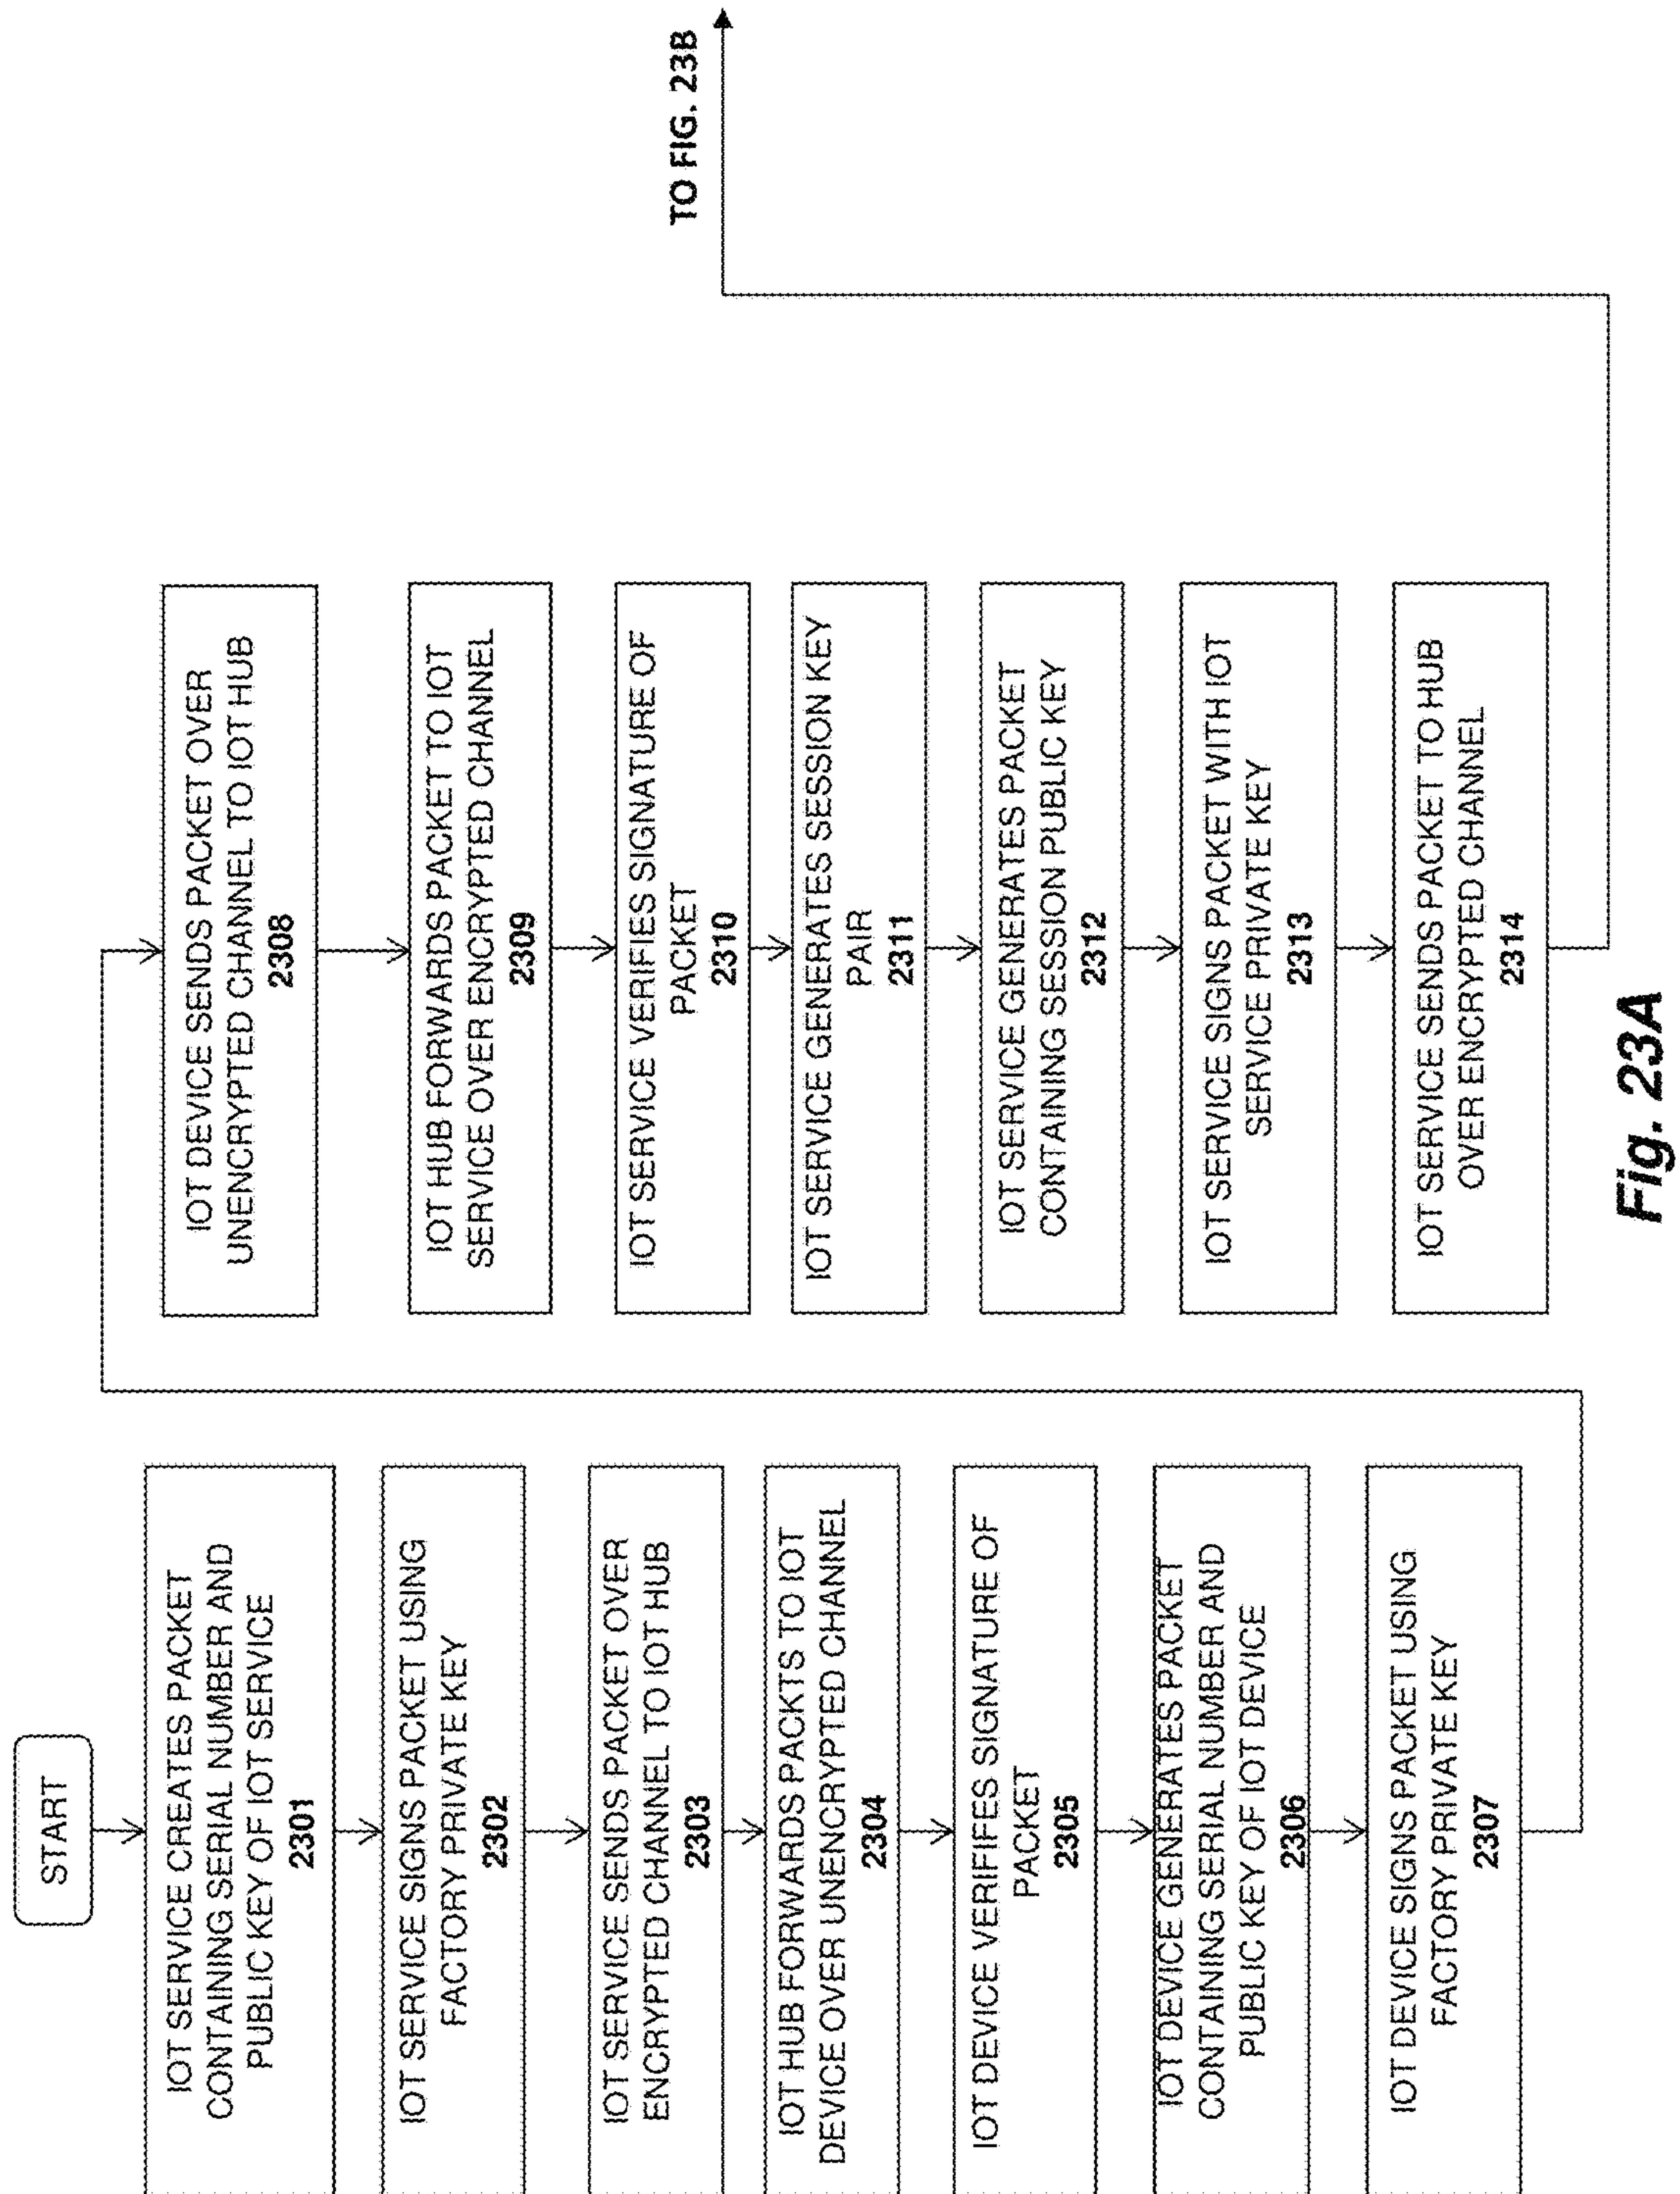 START
IOT SERVICE CREATES PACKET
CONTAINING SERIAL NUMBER AND
PUBLIC KEY OF IOT SERVICE
2301
IOT SERVICE SIGNS PACKET USING
FACTORY PRIVATE KEY
2302
IOT SERVICE SENDS PACKET OVER
ENCRYPTED CHANNEL TO IOT HUB
2303
IOT HUB FORWARDS PACKTS TO IOT
DEVICE OVER UNENCRYPTED CHANNEL
2304
IOT DEVICE VERIFIFES SIGNATURE OF
PACKET
2305
IOT DEVICE GENERATES PACKET
CONTAINING SERIAL NUMBER AND
PUBLIC KEY OF IOT DEVICE
2306
IOT DEVICE SIGNS PACKET USING
FACTORY PRIVATE KEY
2307
IOT DEVICE SENDS PACKET OVER
UNENCRYPTED CHANNEL TO IOT HUB
2308
IOT HUB FORWARDS PACKET TO IOT
SERVICE OVER ENCRYPTED CHANNEL
2309
IOT SERVICE VERIFIES SIGNATURE OF
PACKET
2310
IOT SERVICE GENERATES SESSION KEY
PAIR
2311
IOT SERVICE GENERATES PACKET
CONTAINING SESSION PUBLIC KEY
2312
IOT SERVICE SIGNS PACKET WITH IOT
SERVICE PRIVATE KEY
2313
IOT SERVICE SENDS PACKET TO HUB
OVER ENCRYPTED CHANNEL
2314
TO FIG. 23B
Fig. 23A